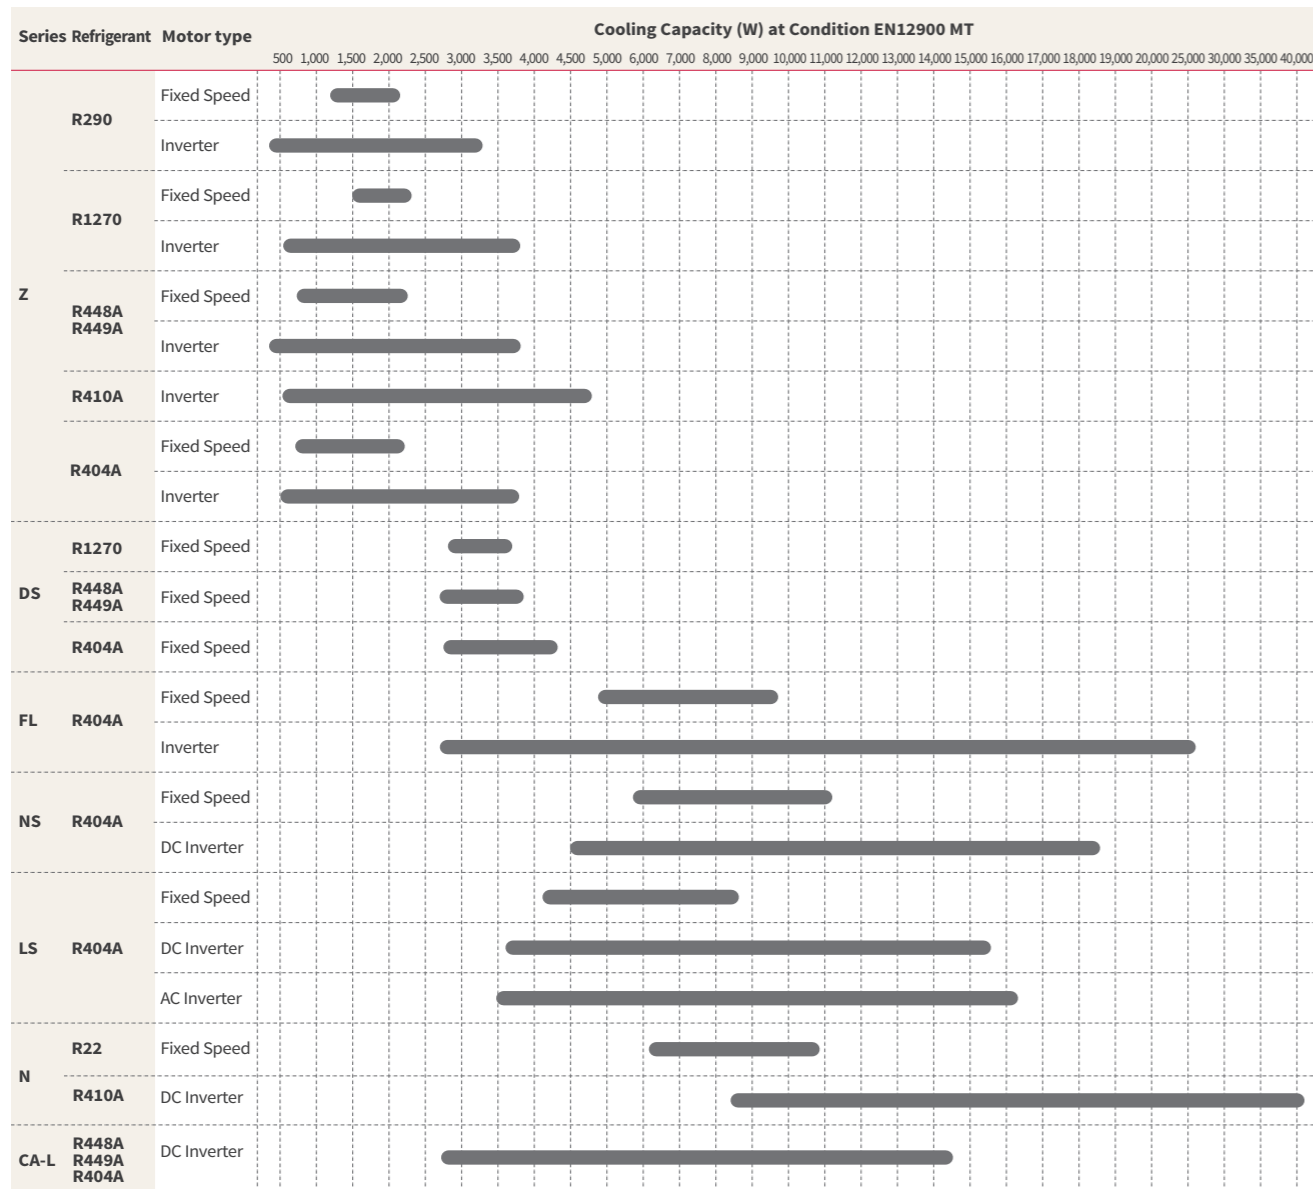 Series Refrigerant Motor type
Cooling Capacity (W) at Condition EN12900 MT
500 1,000 1,500 2,000 2,500 3,000 3,500 4,000 4,500 5,000 6,000 7,000 8,000 9,000 10,000 11,000 12,000 13,000 14,000 15,000 16,000 17,000 18,000 19,000 20,000 25,000 30,000 35,000 40,000
Z
R290
Fixed Speed
Inverter
R1270
Fixed Speed
Inverter
R448A
R449A
Fixed Speed
Inverter
R410A
Inverter
R404A
Fixed Speed
Inverter
DS
R1270
Fixed Speed
R448A
R449A
Fixed Speed
R404A
Fixed Speed
FL
R404A
Fixed Speed
Inverter
NS
R404A
Fixed Speed
DC Inverter
LS
R404A
Fixed Speed
DC Inverter
AC Inverter
N
R22
Fixed Speed
R410A
DC Inverter
CA-L
R448A
R449A
R404A
DC Inverter